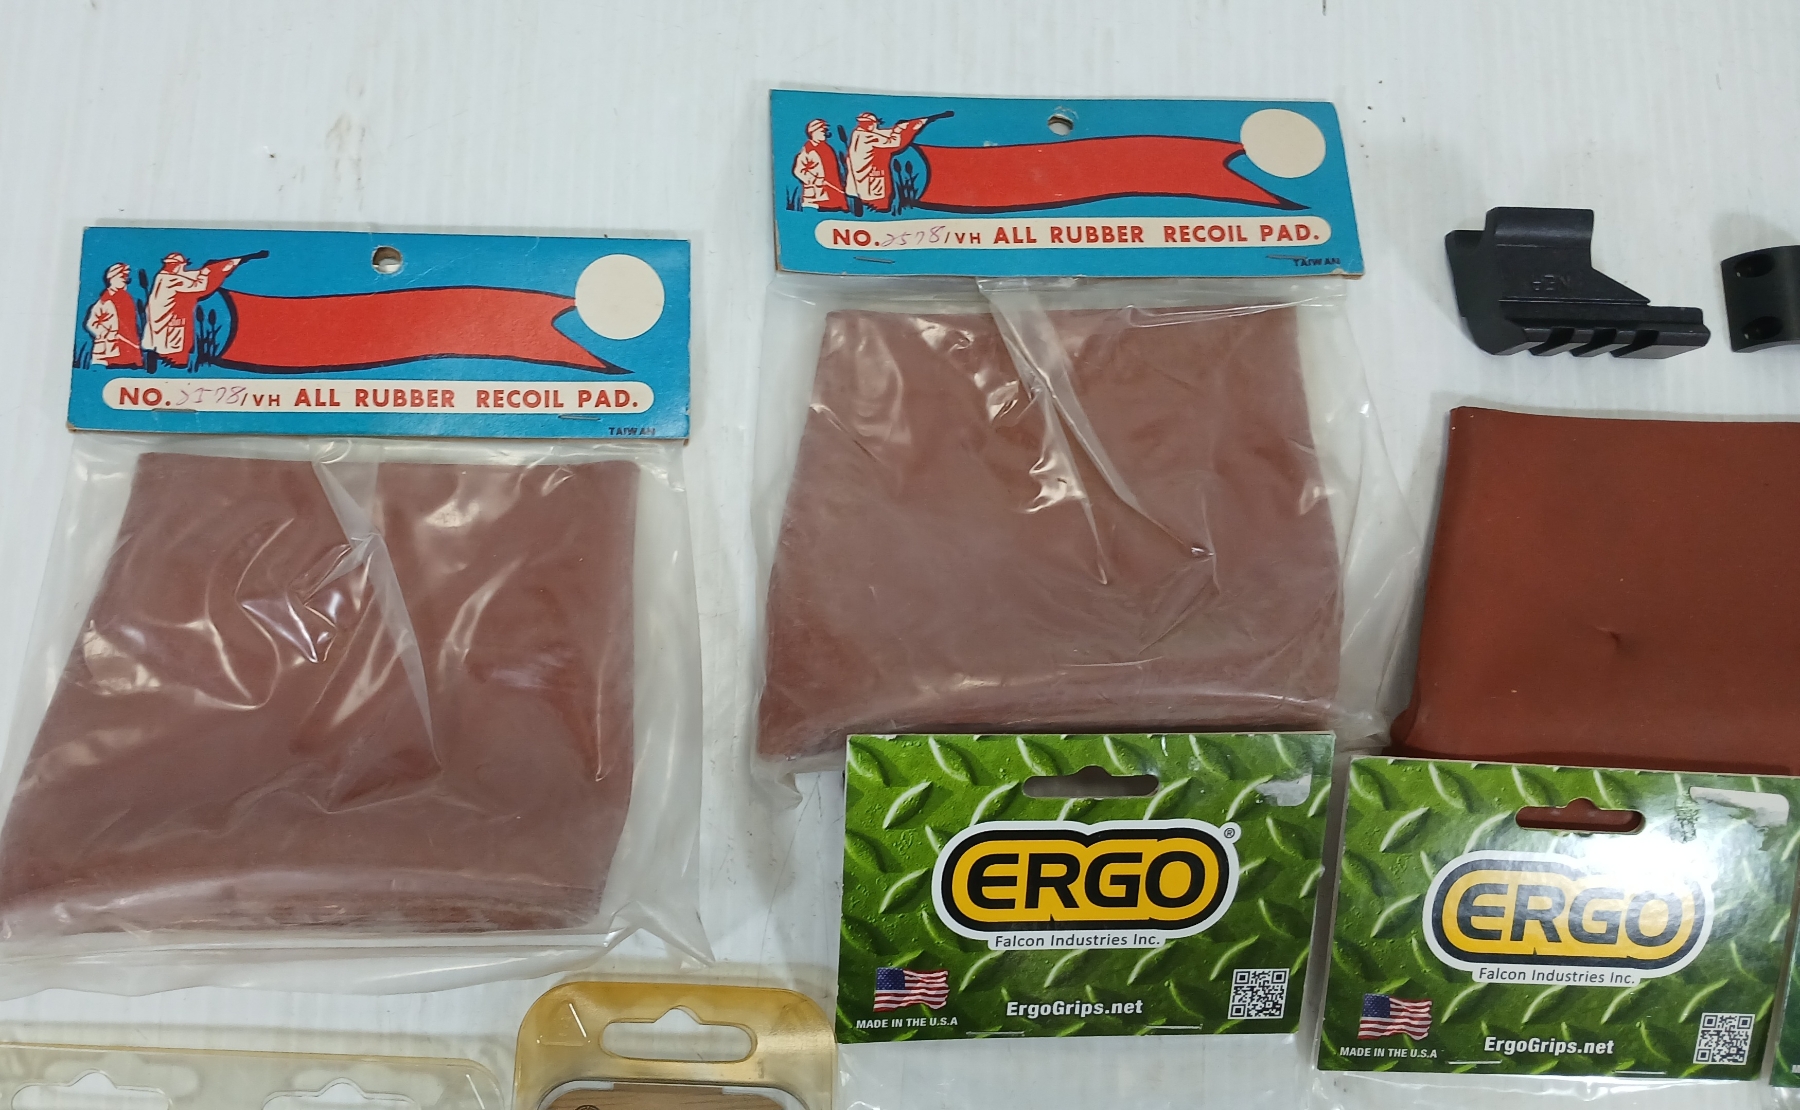 NO. 2578/VH ALL RUBBER RECOIL PAD.
TAIWAN
NO. 2578/VH ALL RUBBER RECOIL PAD.
TAIWAN
ERGO®
Falcon Industries Inc.
MADE IN THE U.S.A
ErgoGrips.net
ERGO
Falcon Industries Inc.
MADE IN THE U.S.A
ErgoGrips.net